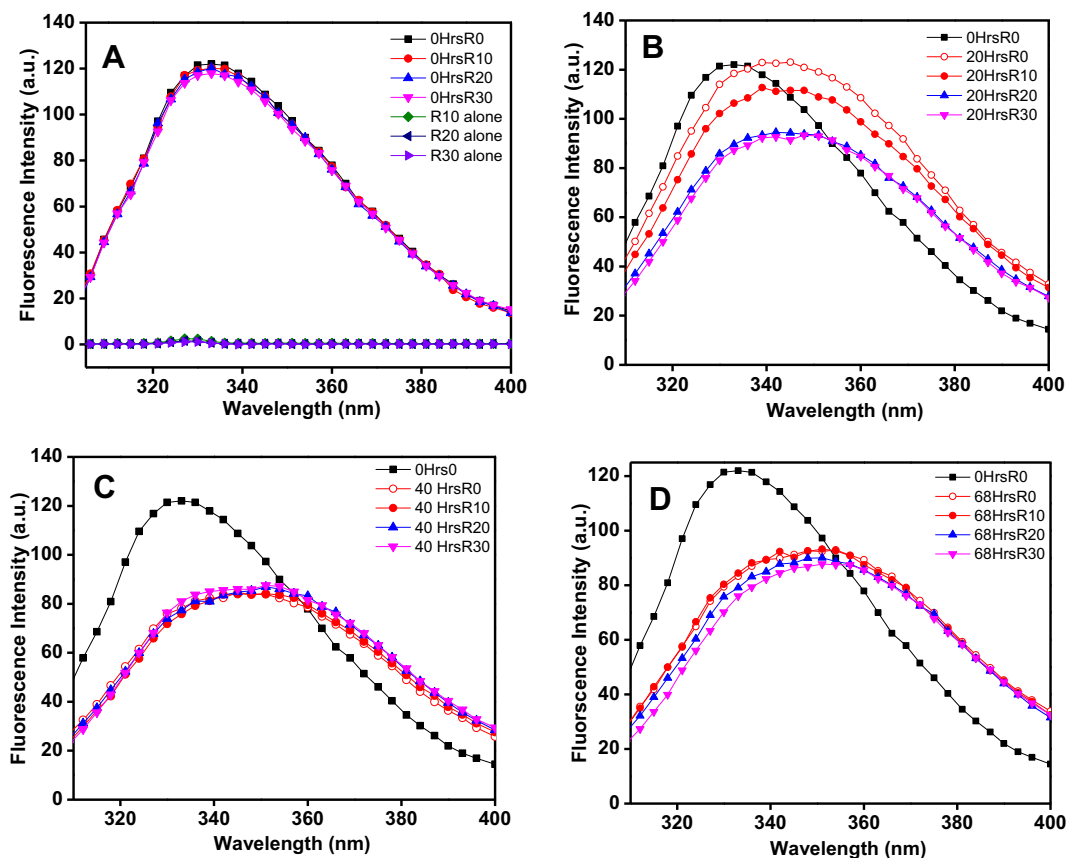 A
0HrsR0
0HrsR10
0HrsR20
0HrsR30
R10 alone
R20 alone
R30 alone
Fluorescence Intensity (a.u.)
140
120
100
80
60
40
20
0
320 340 360 380 400
Wavelength (nm)
B
0HrsR0
20HrsR0
20HrsR10
20HrsR20
20HrsR30
Fluorescence Intensity (a.u.)
140
120
100
80
60
40
20
0
320 340 360 380 400
Wavelength (nm)
C
0Hrs0
40 HrsR0
40 HrsR10
40 HrsR20
40 HrsR30
Fluorescence Intensity (a.u.)
140
120
100
80
60
40
20
0
320 340 360 380 400
Wavelength (nm)
D
0HrsR0
68HrsR0
68HrsR10
68HrsR20
68HrsR30
Fluorescence Intensity (a.u.)
120
100
80
60
40
20
0
320 340 360 380 400
Wavelength (nm)